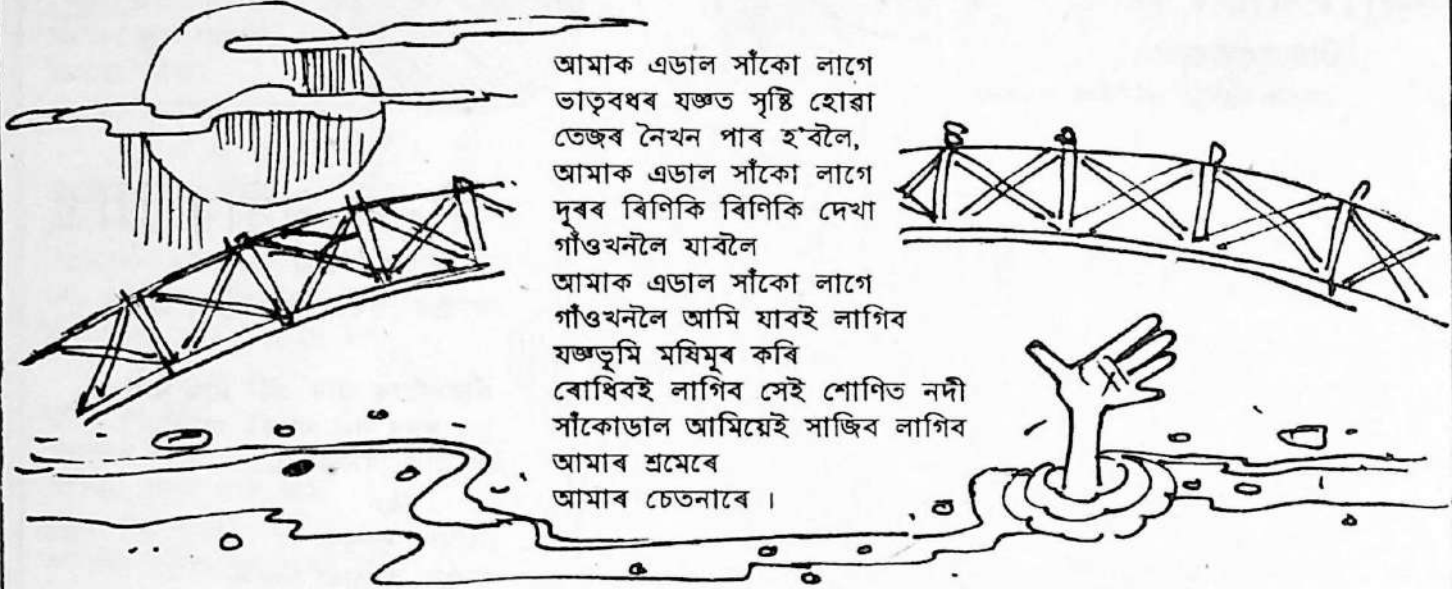 আমাক এডাল সাঁকো লাগে
ভাতৃবধৰ যজ্ঞত সৃষ্টি হোৱা
তেজৰ নৈখন পাৰ হ'বলৈ,
আমাক এডাল সাঁকো লাগে
দূৰৰ ৰিণিকি ৰিণিকি দেখা
গাঁওখনলৈ যাবলৈ
আমাক এডাল সাঁকো লাগে
গাঁওখনলৈ আমি যাবই লাগিব
যজ্ঞভূমি মষিমূৰ কৰি
ৰোধিবই লাগিব সেই শোণিত নদী
সাঁকোডাল আমিয়েই সাজিব লাগিব
আমাৰ শ্ৰমেৰে
আমাৰ চেতনাৰে ।